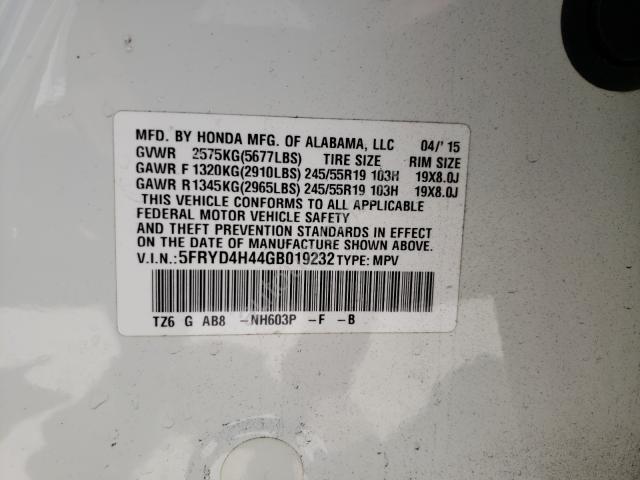 MFD. BY HONDA MFG. OF ALABAMA, LLC 04/'15
GVWR 2575KG(5677LBS) TIRE SIZE RIM SIZE
GAWR F 1320KG(2910LBS) 245/55R19 103H 19X8.0J
GAWR R 1345KG(2965LBS) 245/55R19 103H 19X8.0J
THIS VEHICLE CONFORMS TO ALL APPLICABLE
FEDERAL MOTOR VEHICLE SAFETY
AND THEFT PREVENTION STANDARDS IN EFFECT
ON THE DATE OF MANUFACTURE SHOWN ABOVE.
V.I.N.:5FRYD4H44GB019232 TYPE: MPV
TZ6 G AB8 -NH603P -F -B